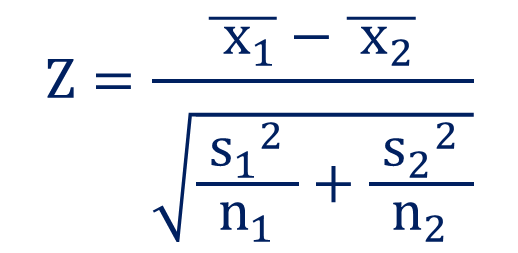 Z = (x̅₁ − x̅₂) / √(s₁²/n₁ + s₂²/n₂)